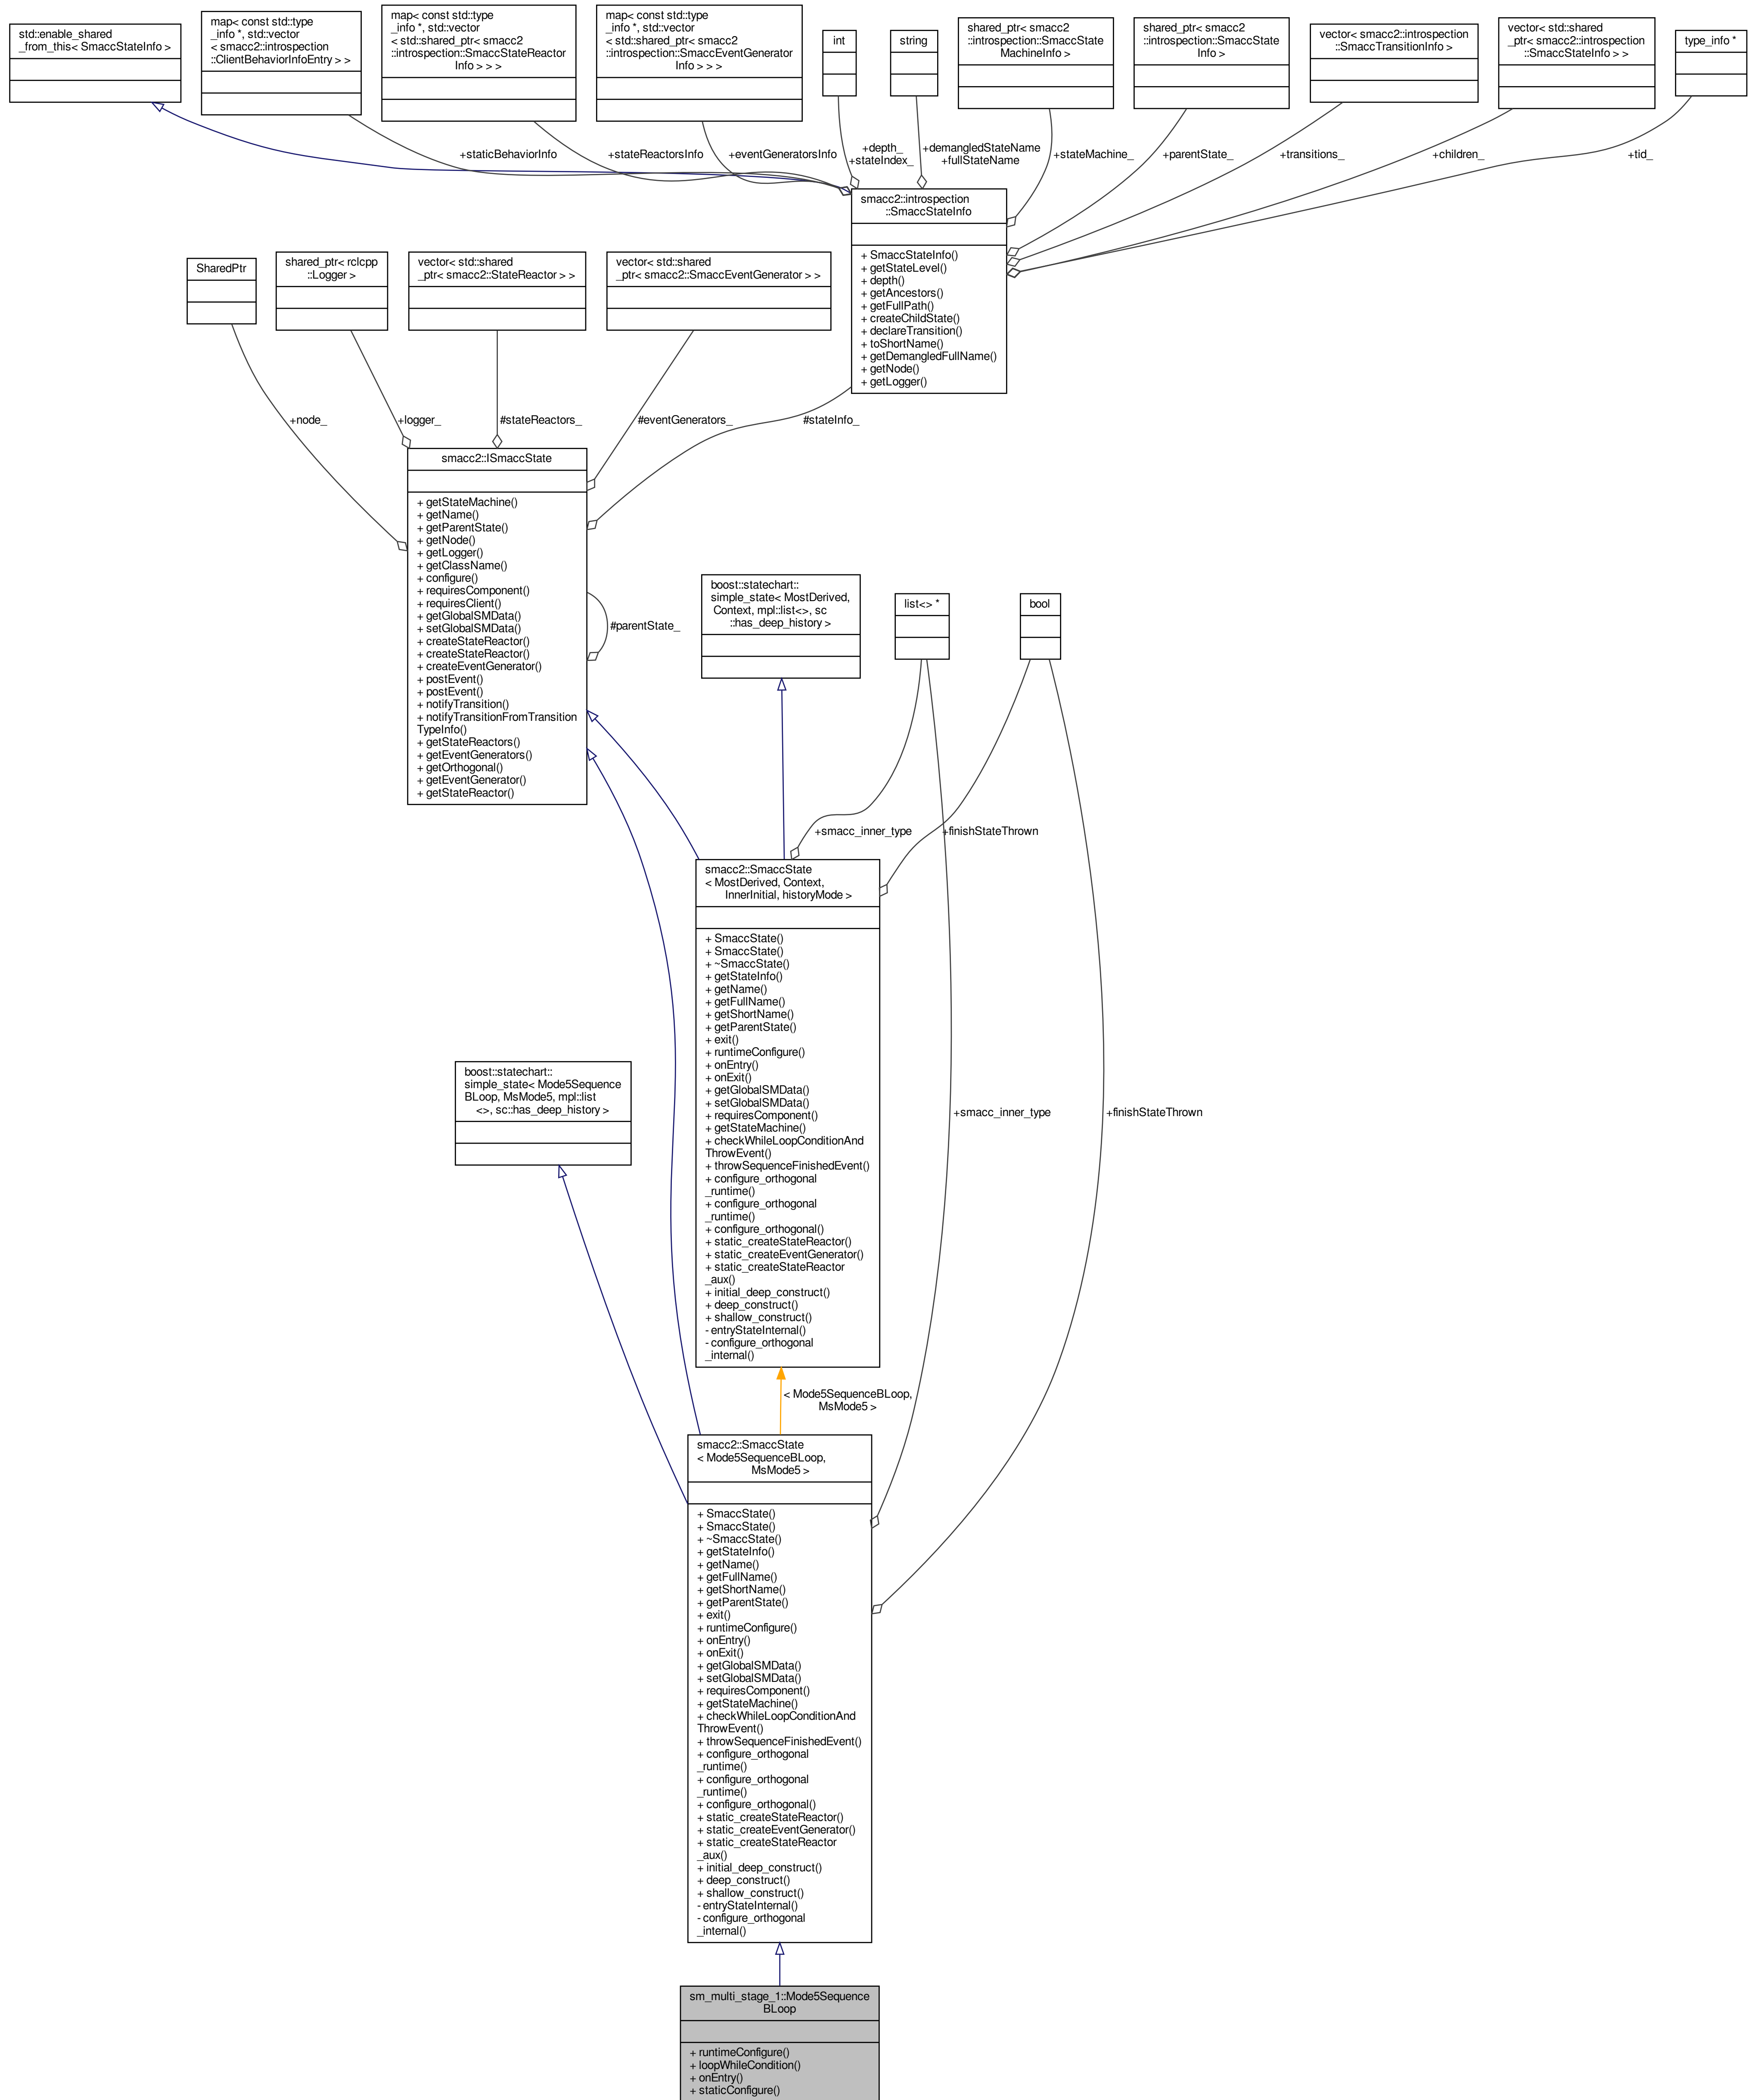 std::enable_shared
_from_this< SmaccStateInfo >
map< const std::type
_info *, std::vector
< smacc2::introspection
::ClientBehaviorInfoEntry > >
map< const std::type
_info *, std::vector
< std::shared_ptr< smacc2
::introspection::SmaccStateReactor
Info > > >
map< const std::type
_info *, std::vector
< std::shared_ptr< smacc2
::introspection::SmaccEventGenerator
Info > > >
int
string
shared_ptr< smacc2
::introspection::SmaccState
MachineInfo >
shared_ptr< smacc2
::introspection::SmaccState
Info >
vector< smacc2::introspection
::SmaccTransitionInfo >
vector< std::shared
_ptr< smacc2::introspection
::SmaccStateInfo > >
type_info *
+staticBehaviorInfo
+stateReactorsInfo
+eventGeneratorsInfo
+depth_
+stateIndex_
+demangledStateName
+fullStateName
+stateMachine_
+parentState_
+transitions_
+children_
+tid_
smacc2::introspection
::SmaccStateInfo
+ SmaccStateInfo()
+ getStateLevel()
+ depth()
+ getAncestors()
+ getFullPath()
+ createChildState()
+ declareTransition()
+ toShortName()
+ getDemangledFullName()
+ getNode()
+ getLogger()
SharedPtr
shared_ptr< rclcpp
::Logger >
vector< std::shared
_ptr< smacc2::StateReactor > >
vector< std::shared
_ptr< smacc2::SmaccEventGenerator > >
+node_
+logger_
#stateReactors_
#eventGenerators_
#stateInfo_
smacc2::ISmaccState
+ getStateMachine()
+ getName()
+ getParentState()
+ getNode()
+ getLogger()
+ getClassName()
+ configure()
+ requiresComponent()
+ requiresClient()
+ getGlobalSMData()
+ setGlobalSMData()
+ createStateReactor()
+ createStateReactor()
+ createEventGenerator()
+ postEvent()
+ postEvent()
+ notifyTransition()
+ notifyTransitionFromTransition
TypeInfo()
+ getStateReactors()
+ getEventGenerators()
+ getOrthogonal()
+ getEventGenerator()
+ getStateReactor()
#parentState_
boost::statechart::
simple_state< MostDerived,
Context, mpl::list<>, sc
::has_deep_history >
list<> *
bool
+smacc_inner_type
+finishStateThrown
smacc2::SmaccState
< MostDerived, Context,
InnerInitial, historyMode >
+ SmaccState()
+ SmaccState()
+ ~SmaccState()
+ getStateInfo()
+ getName()
+ getFullName()
+ getShortName()
+ getParentState()
+ exit()
+ runtimeConfigure()
+ onEntry()
+ onExit()
+ getGlobalSMData()
+ setGlobalSMData()
+ requiresComponent()
+ getStateMachine()
+ checkWhileLoopConditionAnd
ThrowEvent()
+ throwSequenceFinishedEvent()
+ configure_orthogonal
_runtime()
+ configure_orthogonal
_runtime()
+ configure_orthogonal()
+ static_createStateReactor()
+ static_createEventGenerator()
+ static_createStateReactor
_aux()
+ initial_deep_construct()
+ deep_construct()
+ shallow_construct()
- entryStateInternal()
- configure_orthogonal
_internal()
boost::statechart::
simple_state< Mode5Sequence
BLoop, MsMode5, mpl::list
<>, sc::has_deep_history >
+smacc_inner_type
+finishStateThrown
< Mode5SequenceBLoop,
MsMode5 >
smacc2::SmaccState
< Mode5SequenceBLoop,
MsMode5 >
+ SmaccState()
+ SmaccState()
+ ~SmaccState()
+ getStateInfo()
+ getName()
+ getFullName()
+ getShortName()
+ getParentState()
+ exit()
+ runtimeConfigure()
+ onEntry()
+ onExit()
+ getGlobalSMData()
+ setGlobalSMData()
+ requiresComponent()
+ getStateMachine()
+ checkWhileLoopConditionAnd
ThrowEvent()
+ throwSequenceFinishedEvent()
+ configure_orthogonal
_runtime()
+ configure_orthogonal
_runtime()
+ configure_orthogonal()
+ static_createStateReactor()
+ static_createEventGenerator()
+ static_createStateReactor
_aux()
+ initial_deep_construct()
+ deep_construct()
+ shallow_construct()
- entryStateInternal()
- configure_orthogonal
_internal()
sm_multi_stage_1::Mode5Sequence
BLoop
+ runtimeConfigure()
+ loopWhileCondition()
+ onEntry()
+ staticConfigure()